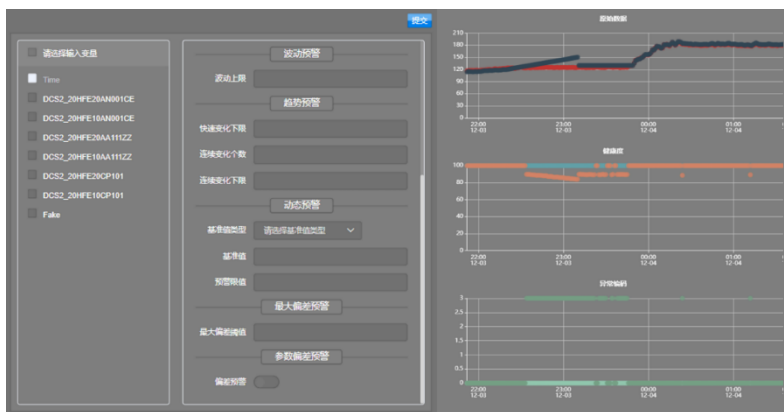 提交
请选择输入变量
Time
DCS2_20HFE20AN001CE
DCS2_20HFE10AN001CE
DCS2_20HFE20AA111ZZ
DCS2_20HFE10AA111ZZ
DCS2_20HFE20CP101
DCS2_20HFE10CP101
Fake
波动预警
波动上限
趋势预警
快速变化下限
连续变化个数
连续变化下限
动态预警
基准值类型 请选择基准值类型
基准值
预警限值
最大偏差预警
最大偏差阈值
参数偏差预警
偏差预警
原始数据
210
180
150
120
90
60
30
0
22:00 23:00 00:00 01:00
12-03 12-03 12-04 12-04
健康度
100
80
60
40
20
0
22:00 23:00 00:00 01:00
12-03 12-03 12-04 12-04
异常编码
3
2.5
2
1.5
1
0.5
0
22:00 23:00 00:00 01:00
12-03 12-03 12-04 12-04